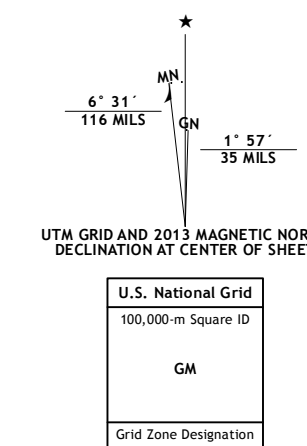 ★
MN.
6° 31´
116 MILS
GN
1° 57´
35 MILS
UTM GRID AND 2013 MAGNETIC NOR
DECLINATION AT CENTER OF SHEE
U.S. National Grid
100,000-m Square ID
GM
Grid Zone Designation